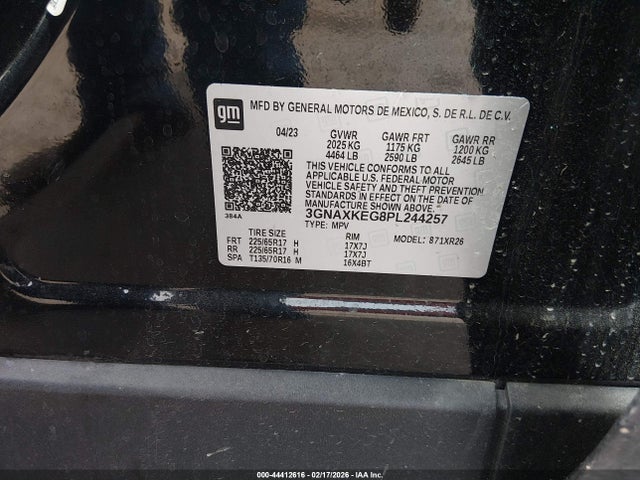 gm
MFD BY GENERAL MOTORS DE MEXICO, S. DE R.L. DE C.V.
04/23 GVWR GAWR FRT GAWR RR
2025 KG 1175 KG 1200 KG
4464 LB 2590 LB 2645 LB
THIS VEHICLE CONFORMS TO ALL
APPLICABLE U.S. FEDERAL MOTOR
VEHICLE SAFETY AND THEFT PREVENTION
STANDARDS IN EFFECT ON THE DATE OF
MANUFACTURE SHOWN ABOVE.
3GNAXKEG8PL244257
384A TYPE: MPV
TIRE SIZE RIM MODEL: 871XR26
FRT 225/65R17 H 17X7J
RR 225/65R17 H 17X7J
SPA T135/70R16 M 16X4BT
000-44412616 - 02/17/2026 - IAA Inc.